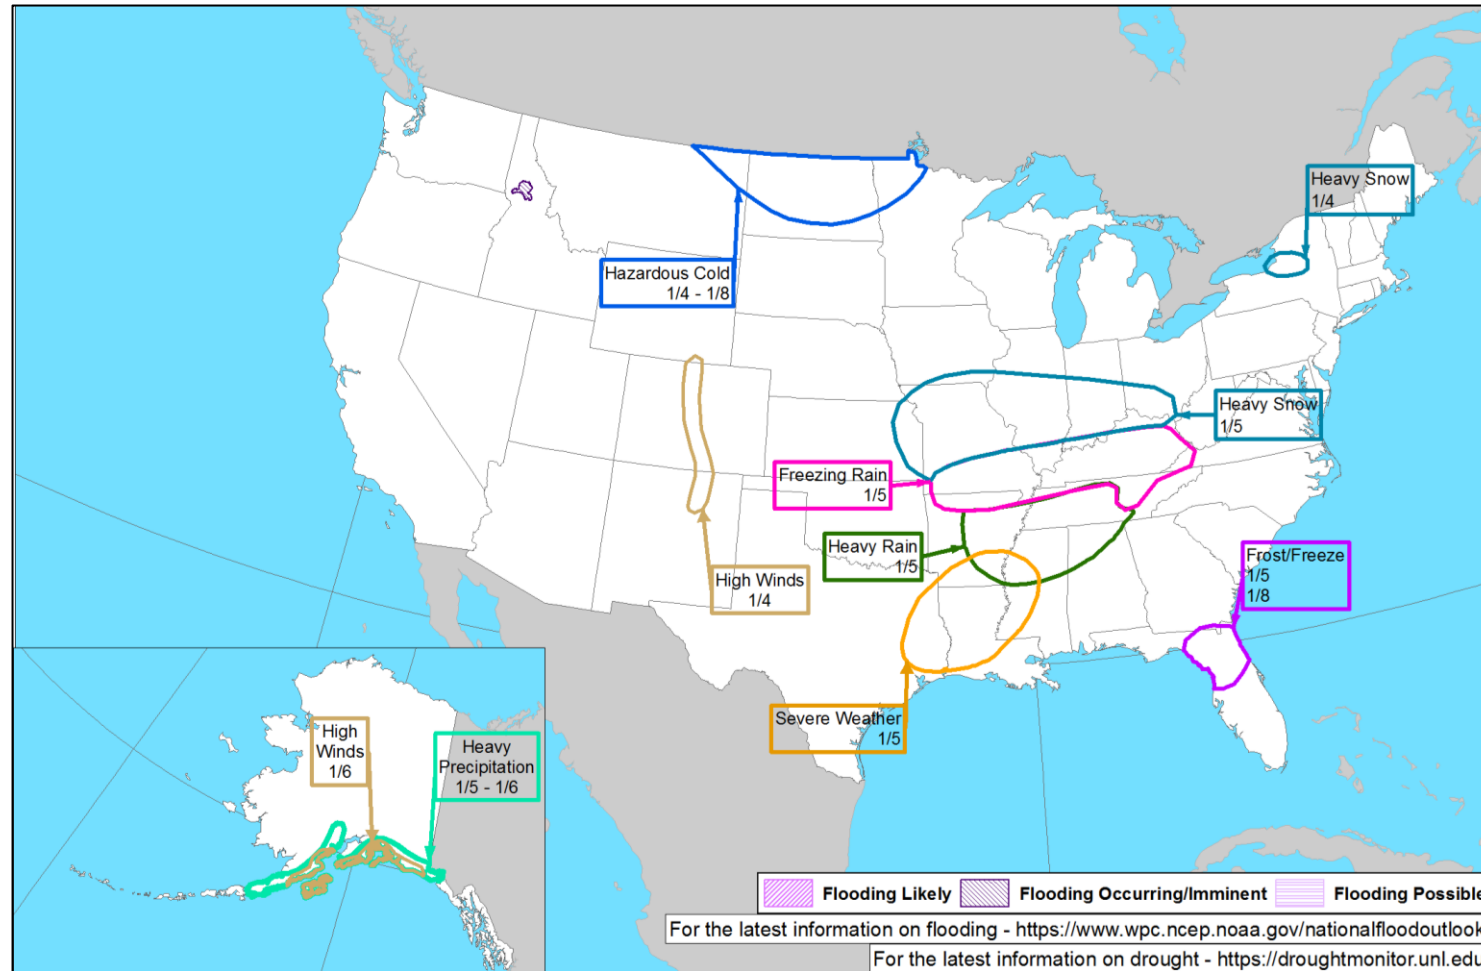 Heavy Snow
1/4
Hazardous Cold
1/4 - 1/8
Heavy Snow
1/5
Freezing Rain
1/5
Heavy Rain
1/5
Frost/Freeze
1/5
1/8
High Winds
1/4
Severe Weather
1/5
High
Winds
1/6
Heavy
Precipitation
1/5 - 1/6
Flooding Likely
Flooding Occurring/Imminent
Flooding Possible
For the latest information on flooding - https://www.wpc.ncep.noaa.gov/nationalfloodoutlook
For the latest information on drought - https://droughtmonitor.unl.edu